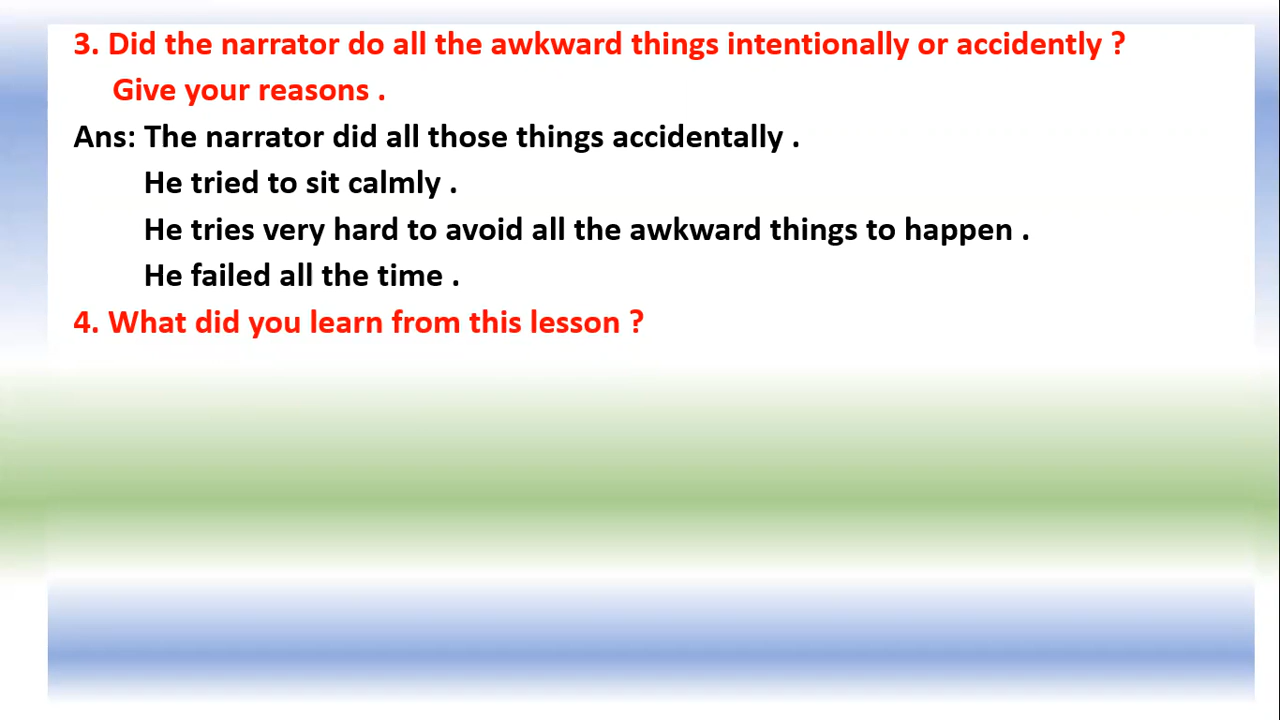 3. Did the narrator do all the awkward things intentionally or accidently ?
Give your reasons .
Ans: The narrator did all those things accidentally .
He tried to sit calmly .
He tries very hard to avoid all the awkward things to happen .
He failed all the time .
4. What did you learn from this lesson ?